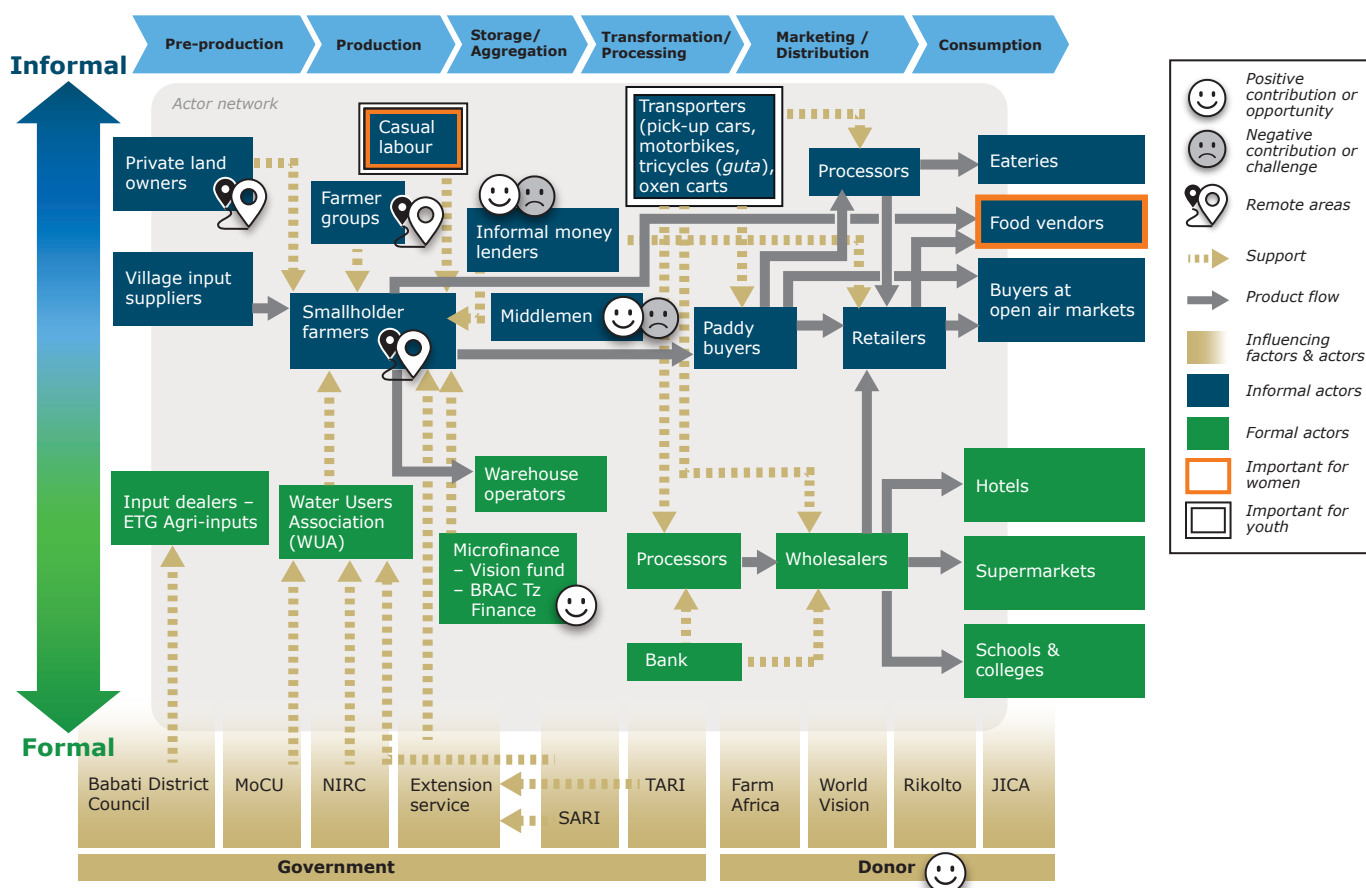 Pre-production
Production
Storage/
Aggregation
Transformation/
Processing
Marketing /
Distribution
Consumption
Informal
Actor network
Private land
owners
Village input
suppliers
Casual
labour
Farmer
groups
Smallholder
farmers
Informal money
lenders
Middlemen
Transporters
(pick-up cars,
motorbikes,
tricycles (guta),
oxen carts
Processors
Paddy
buyers
Retailers
Eateries
Food vendors
Buyers at
open air markets
Input dealers –
ETG Agri-inputs
Water Users
Association
(WUA)
Warehouse
operators
Microfinance
– Vision fund
– BRAC Tz
Finance
Processors
Wholesalers
Bank
Hotels
Supermarkets
Schools &
colleges
Formal
Babati District
Council
MoCU
NIRC
Extension
service
SARI
TARI
Farm
Africa
World
Vision
Rikolto
JICA
Government
Donor
Positive
contribution or
opportunity
Negative
contribution or
challenge
Remote areas
Support
Product flow
Influencing
factors & actors
Informal actors
Formal actors
Important for
women
Important for
youth